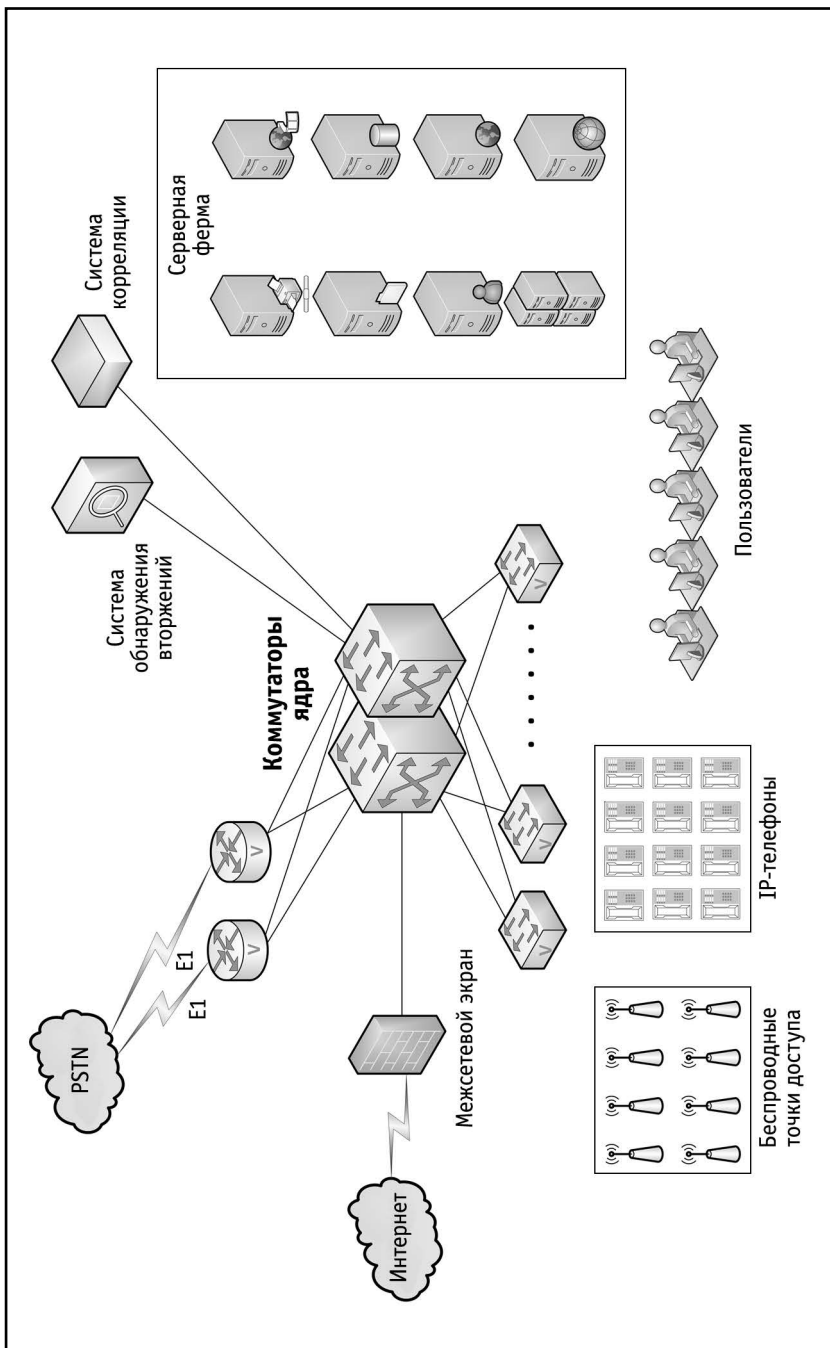 PSTN
E1
E1
Система
обнаружения
вторжений
Система
корреляции
Коммутаторы
ядра
Серверная
ферма
Интернет
Межсетевой экран
V
V
V
V
V
Беспроводные
точки доступа
IP-телефоны
Пользователи